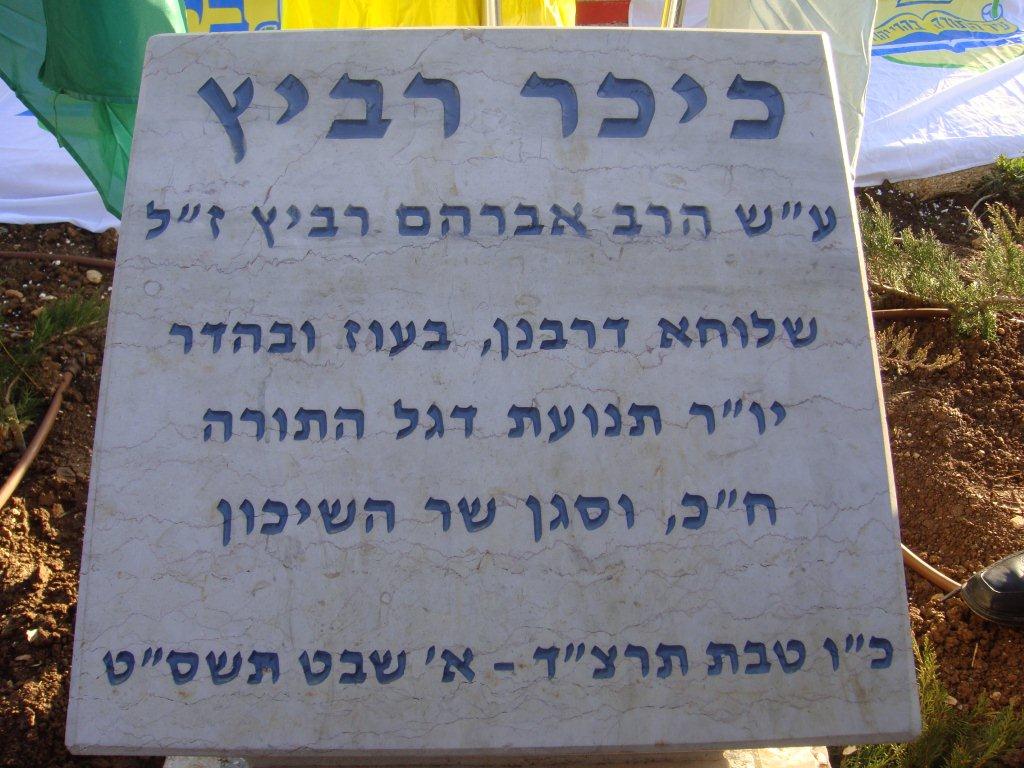 כיכר רביץ
ע"ש הרב אברהם רביץ ז"ל
שלוחא דרבנן, בעוז ובהדר
יו"ר תנועת דגל התורה
ח"כ, וסגן שר השיכון
כ"ו טבת תרצ"ד - א' שבט תשס"ט